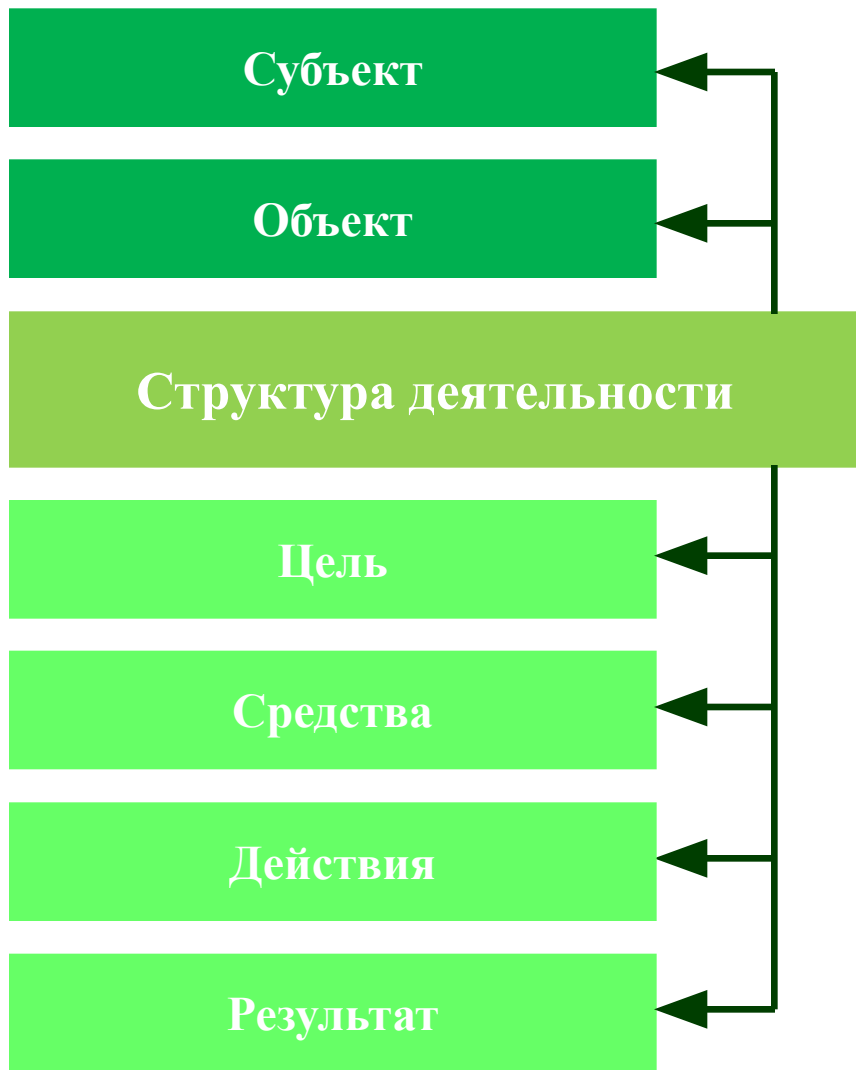 Субъект
Объект
Структура деятельности
Цель
Средства
Действия
Результат